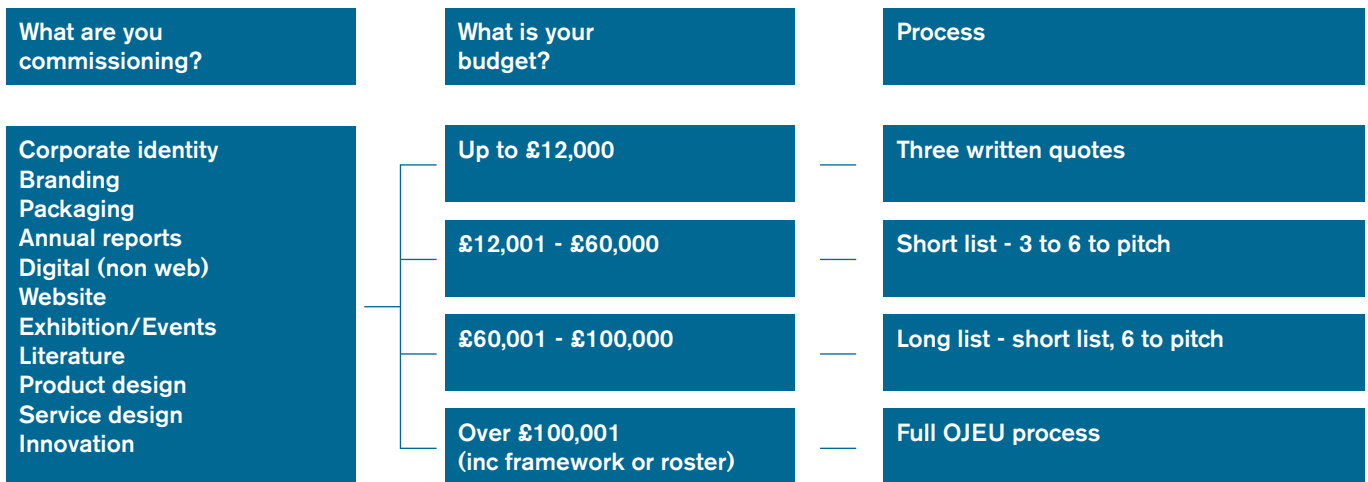 What are you
commissioning?
What is your
budget?
Process
Corporate identity
Branding
Packaging
Annual reports
Digital (non web)
Website
Exhibition/Events
Literature
Product design
Service design
Innovation
Up to £12,000
Three written quotes
£12,001 - £60,000
Short list - 3 to 6 to pitch
£60,001 - £100,000
Long list - short list, 6 to pitch
Over £100,001
(inc framework or roster)
Full OJEU process